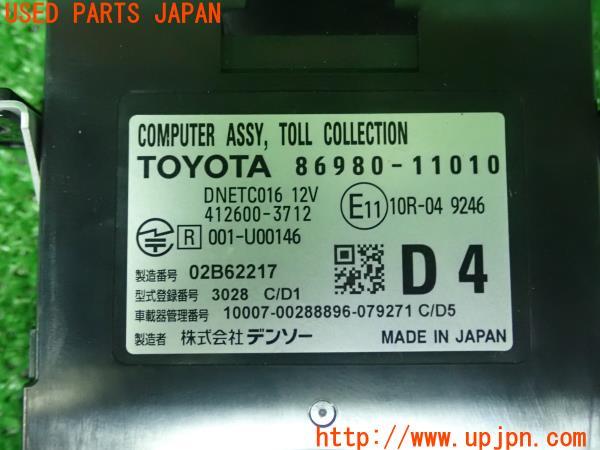 UPJ PARTS JAPAN
COMPUTER ASSY, TOLL COLLECTION
TOYOTA 86980-11010
DNETC016 12V
412600-3712
E11 10R-04 9246
R 001-U00146
製造番号 02B62217
D4
型式登録番号 3028 C/D1
車載器管理番号 10007-00288896-079271 C/D5
製造者 株式会社デンソー MADE IN JAPAN
UPJ http://www.upjpn.com